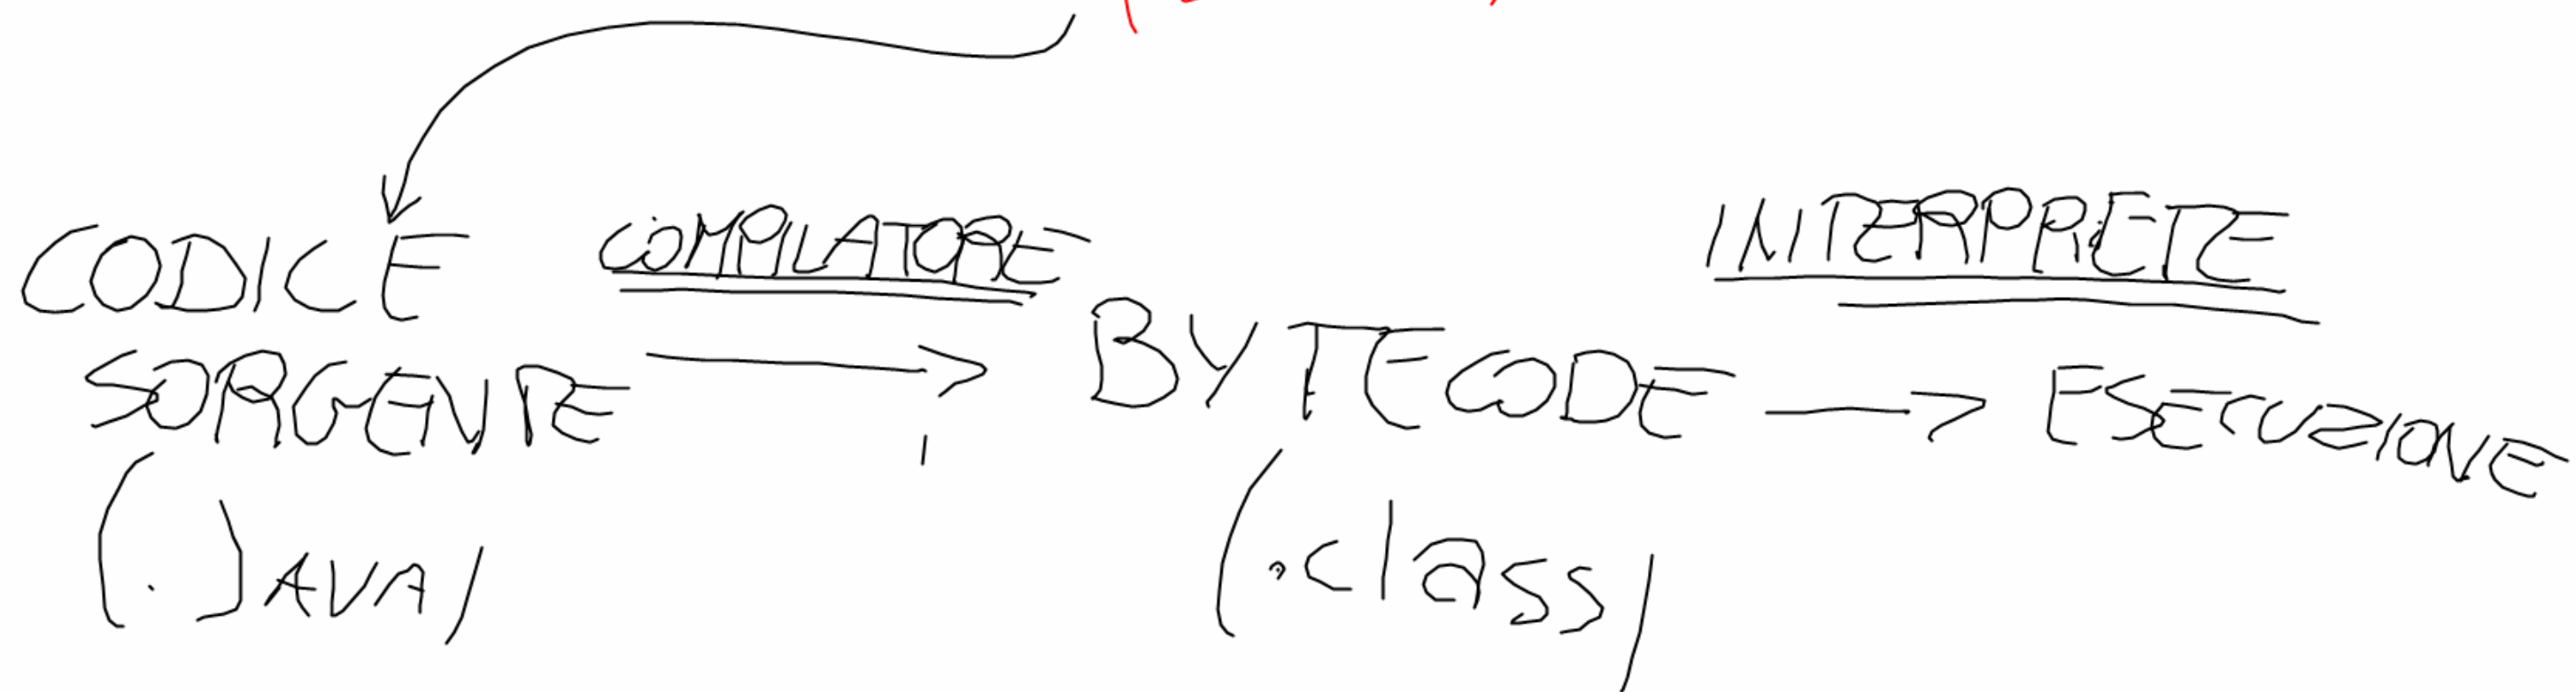 COMPILATORE INTERPRETE
CODICE
SORGENTE BYTECODE ESECUZIONE
(.JAVA) (.class)